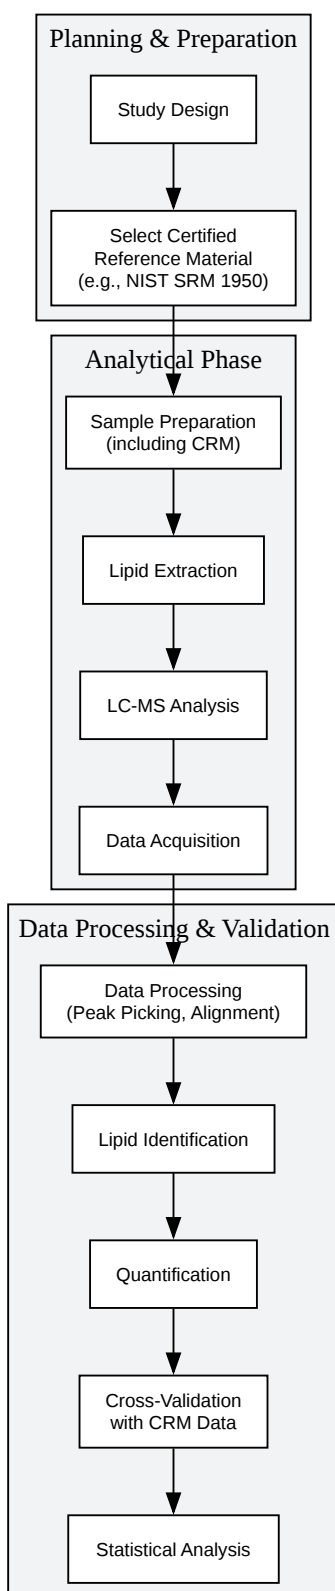 Planning & Preparation
Study Design
Select Certified
Reference Material
(e.g., NIST SRM 1950)
Analytical Phase
Sample Preparation
(including CRM)
Lipid Extraction
LC-MS Analysis
Data Acquisition
Data Processing & Validation
Data Processing
(Peak Picking, Alignment)
Lipid Identification
Quantification
Cross-Validation
with CRM Data
Statistical Analysis